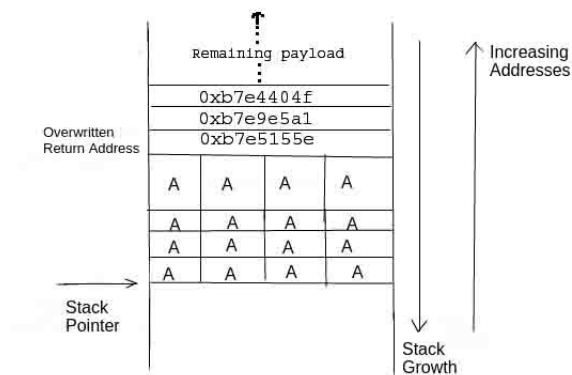 Remaining payload
0xb7e4404f
0xb7e9e5a1
0xb7e5155e
Overwritten
Return Address
A A A A
A A A A
A A A A
A A A A
Stack
Pointer
Stack
Growth
Increasing
Addresses